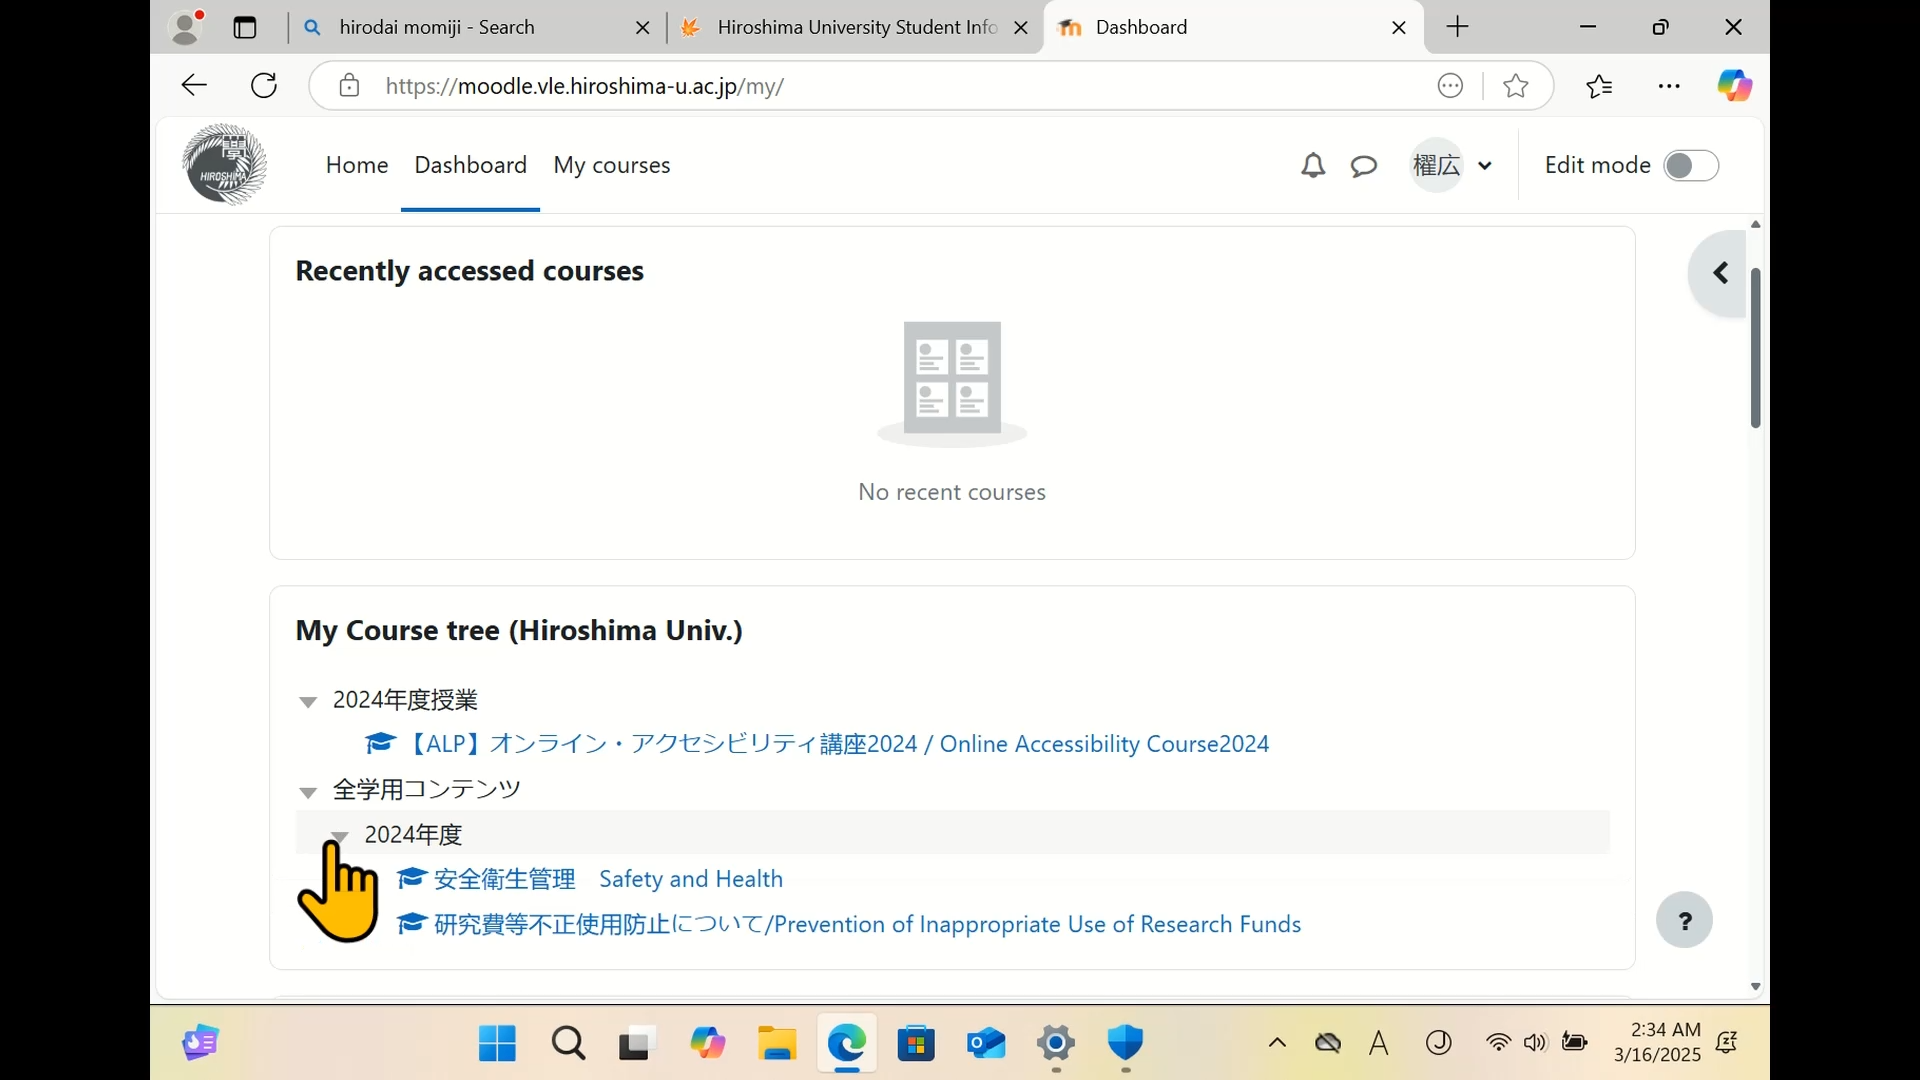 hirodai momiji - Search
Hiroshima University Student Info
Dashboard
https://moodle.vle.hiroshima-u.ac.jp/my/
HIROSHIMA
Home
Dashboard
My courses
櫂広
Edit mode
Recently accessed courses
No recent courses
My Course tree (Hiroshima Univ.)
2024年度授業
【ALP】オンライン・アクセシビリティ講座2024 / Online Accessibility Course2024
全学用コンテンツ
2024年度
安全衛生管理　Safety and Health
研究費等不正使用防止について/Prevention of Inappropriate Use of Research Funds
?
A
2:34 AM
3/16/2025